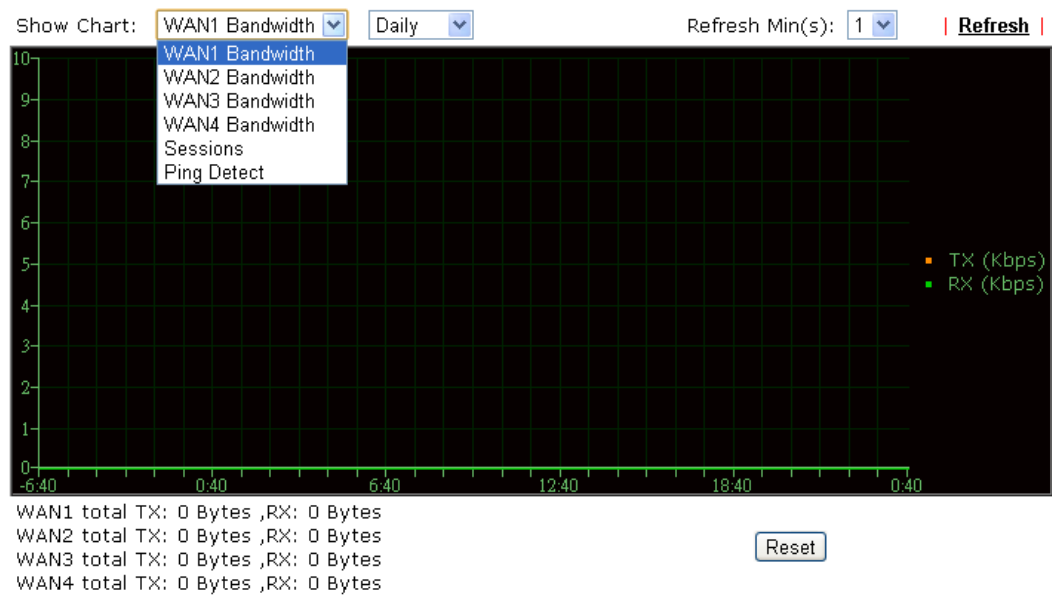 Show Chart: WAN1 Bandwidth Daily Refresh Min(s): 1 | Refresh |
WAN1 Bandwidth
WAN2 Bandwidth
WAN3 Bandwidth
WAN4 Bandwidth
Sessions
Ping Detect
10
9
8
7
6
5
4
3
2
1
0
TX (Kbps)
RX (Kbps)
-6:40 0:40 6:40 12:40 18:40 0:40
WAN1 total TX: 0 Bytes ,RX: 0 Bytes
WAN2 total TX: 0 Bytes ,RX: 0 Bytes
WAN3 total TX: 0 Bytes ,RX: 0 Bytes
WAN4 total TX: 0 Bytes ,RX: 0 Bytes
Reset